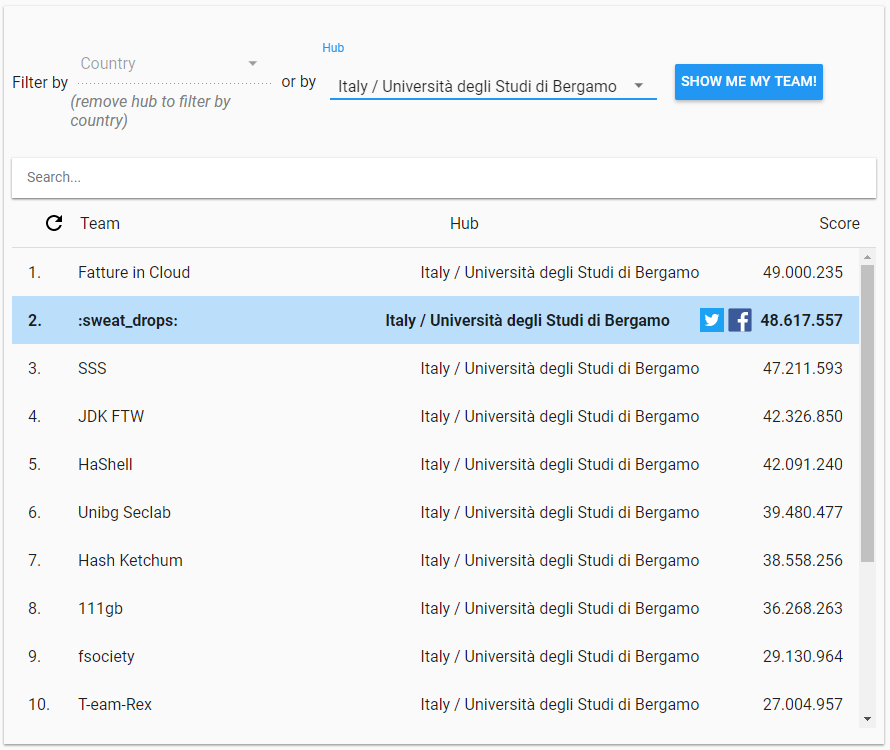 Hub
Country
Filter by
or by
Italy / Università degli Studi di Bergamo
SHOW ME MY TEAM!
(remove hub to filter by
country)
Search...
Team Hub Score
1. Fatture in Cloud Italy / Università degli Studi di Bergamo 49.000.235
2. :sweat_drops: Italy / Università degli Studi di Bergamo 48.617.557
3. SSS Italy / Università degli Studi di Bergamo 47.211.593
4. JDK FTW Italy / Università degli Studi di Bergamo 42.326.850
5. HaShell Italy / Università degli Studi di Bergamo 42.091.240
6. Unibg Seclab Italy / Università degli Studi di Bergamo 39.480.477
7. Hash Ketchum Italy / Università degli Studi di Bergamo 38.558.256
8. 111gb Italy / Università degli Studi di Bergamo 36.268.263
9. fsociety Italy / Università degli Studi di Bergamo 29.130.964
10. T-eam-Rex Italy / Università degli Studi di Bergamo 27.004.957